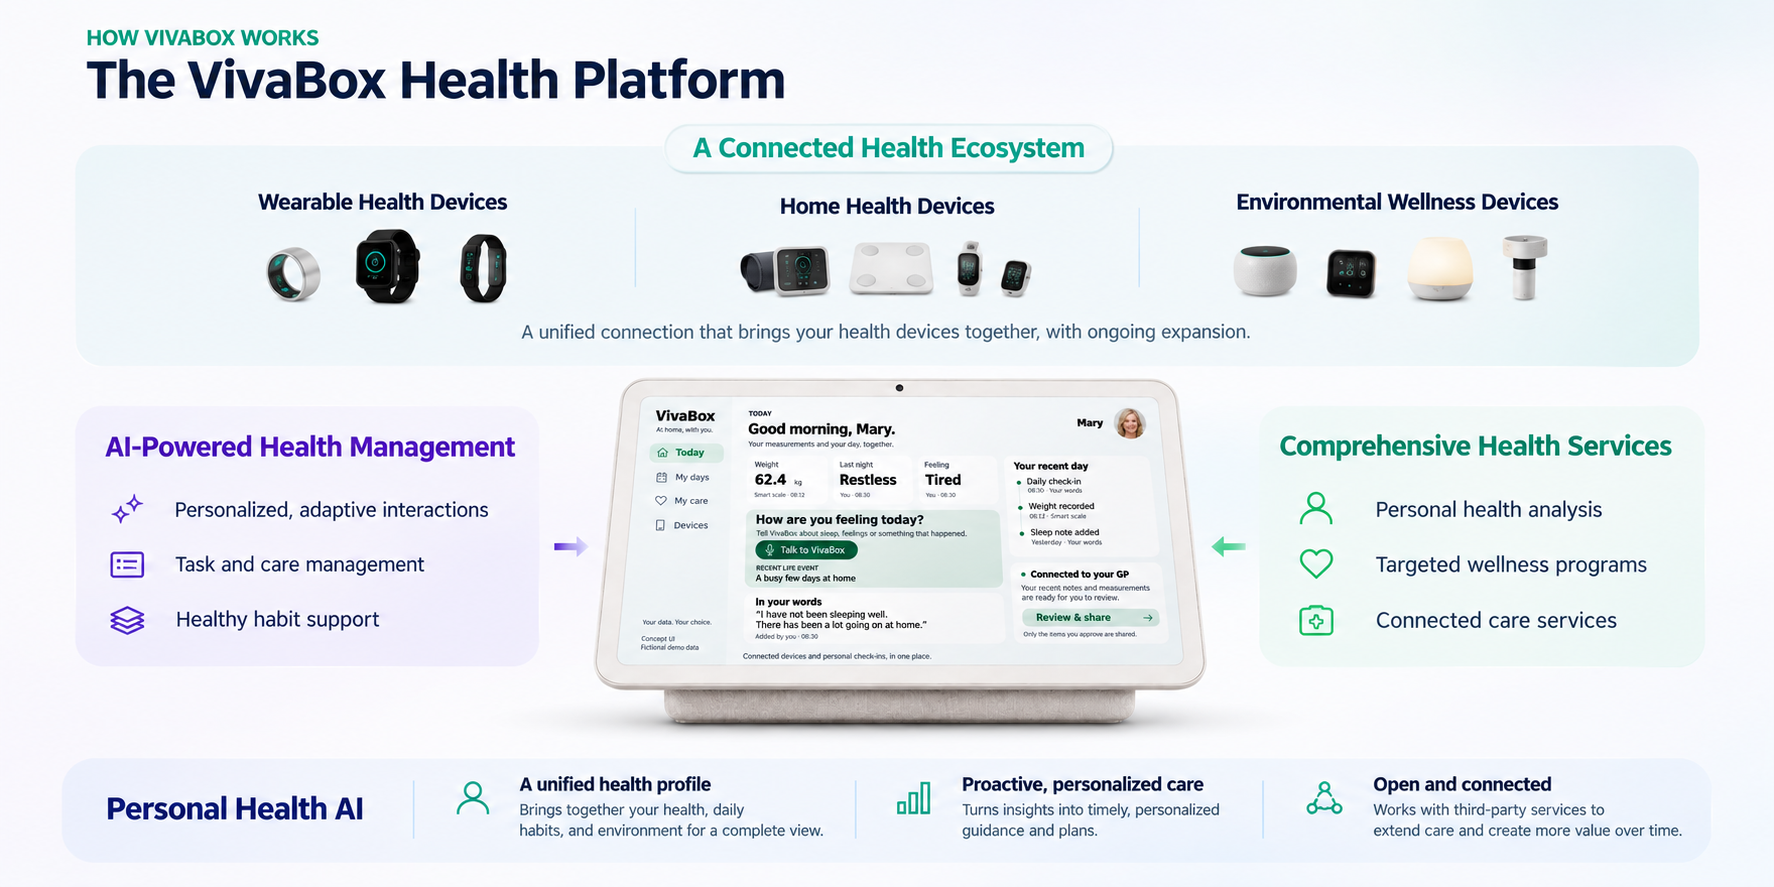 HOW VIVABOX WORKS
The VivaBox Health Platform
A Connected Health Ecosystem
Wearable Health Devices
Home Health Devices
Environmental Wellness Devices
A unified connection that brings your health devices together, with ongoing expansion.
AI-Powered Health Management
Personalized, adaptive interactions
Task and care management
Healthy habit support
VivaBox
At home, with you.
Today
My days
My care
Devices
Your data. Your choice.
Concept UI
Fictional demo data
TODAY
Good morning, Mary.
Your measurements and your day, together.
Mary
Weight
62.4 kg
Smart scale · 08:12
Last night
Restless
You · 08:30
Feeling
Tired
You · 08:30
How are you feeling today?
Tell VivaBox about sleep, feelings or something that happened.
Talk to VivaBox
RECENT LIFE EVENT
A busy few days at home
In your words
"I have not been sleeping well.
There has been a lot going on at home."
Added by you · 08:30
Connected devices and personal check-ins, in one place.
Your recent day
Daily check-in
08:30 · Your words
Weight recorded
Smart scale
Sleep note added
Yesterday · Your words
Connected to your GP
Your recent notes and measurements
are ready for you to review.
Review & share →
Only the items you approve are shared.
Comprehensive Health Services
Personal health analysis
Targeted wellness programs
Connected care services
Personal Health AI
A unified health profile
Brings together your health, daily
habits, and environment for a complete view.
Proactive, personalized care
Turns insights into timely, personalized
guidance and plans.
Open and connected
Works with third-party services to
extend care and create more value over time.